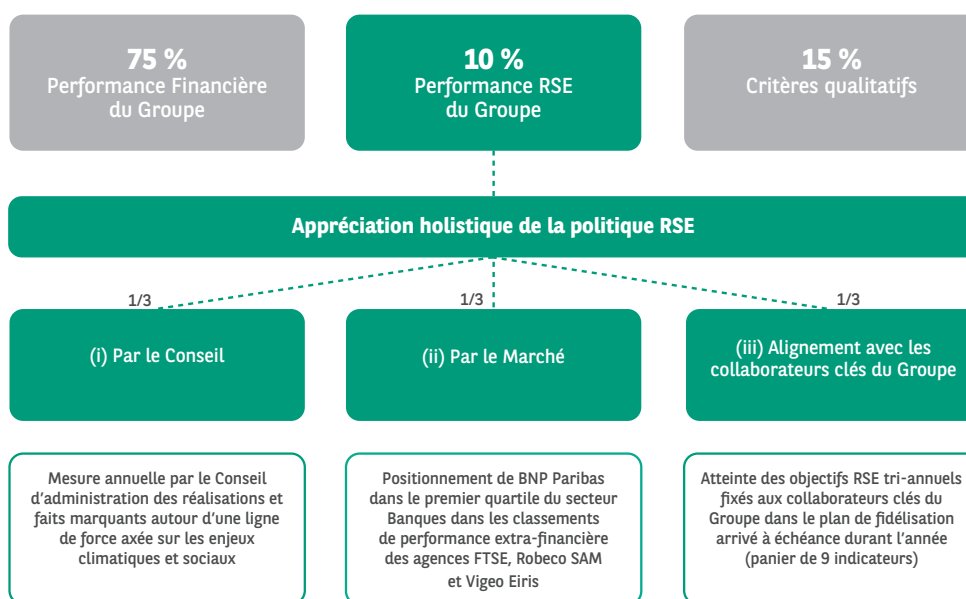 75 %
Performance Financière
du Groupe
10 %
Performance RSE
du Groupe
15 %
Critères qualitatifs
Appréciation holistique de la politique RSE
1/3
1/3
1/3
(i) Par le Conseil
(ii) Par le Marché
(iii) Alignement avec les
collaborateurs clés du Groupe
Mesure annuelle par le Conseil
d’administration des réalisations et
faits marquants autour d’une ligne
de force axée sur les enjeux
climatiques et sociaux
Positionnement de BNP Paribas
dans le premier quartile du secteur
Banques dans les classements
de performance extra-financière
des agences FTSE, Robeco SAM
et Vigeo Eiris
Atteinte des objectifs RSE tri-annuels
fixés aux collaborateurs clés du
Groupe dans le plan de fidélisation
arrivé à échéance durant l’année
(panier de 9 indicateurs)